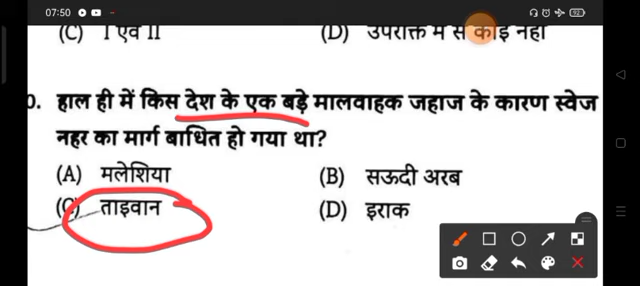 07:50
(C) I एवं II (D) उपरोक्त में से कोई नहीं
0. हाल ही में किस देश के एक बड़े मालवाहक जहाज के कारण स्वेज
नहर का मार्ग बाधित हो गया था?
(A) मलेशिया (B) सऊदी अरब
(C) ताइवान (D) इराक